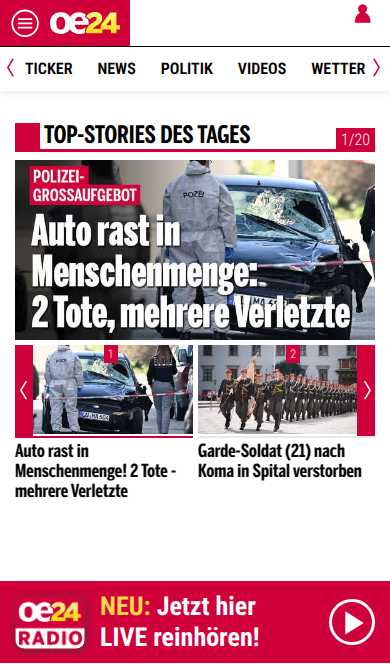 oe24
TICKER NEWS POLITIK VIDEOS WETTER
TOP-STORIES DES TAGES
1/20
POLIZEI-
GROSSAUFGEBOT
Auto rast in
Menschenmenge:
2 Tote, mehrere Verletzte
1
2
Auto rast in
Menschenmenge! 2 Tote -
mehrere Verletzte
Garde-Soldat (21) nach
Koma in Spital verstorben
oe24
RADIO
NEU: Jetzt hier
LIVE reinhören!